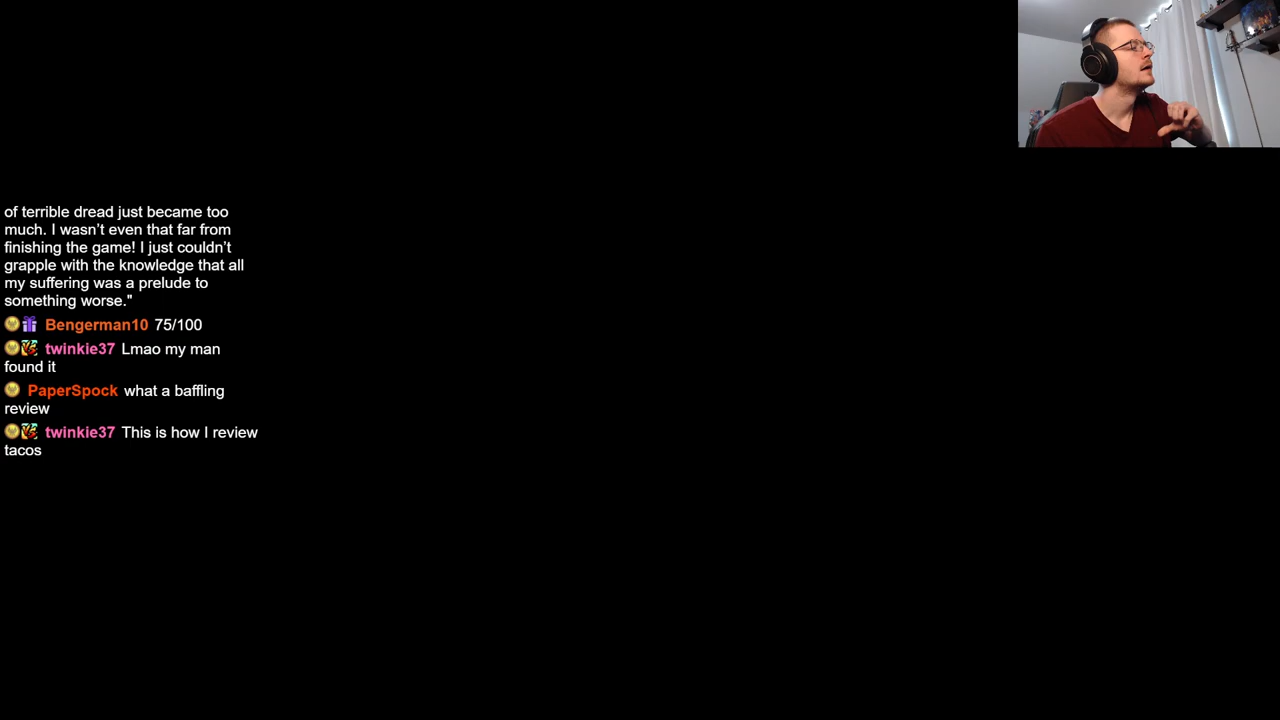 of terrible dread just became too
much. I wasn't even that far from
finishing the game! I just couldn't
grapple with the knowledge that all
my suffering was a prelude to
something worse."
Bengerman10 75/100
twinkie37 Lmao my man
found it
PaperSpock what a baffling
review
twinkie37 This is how I review
tacos